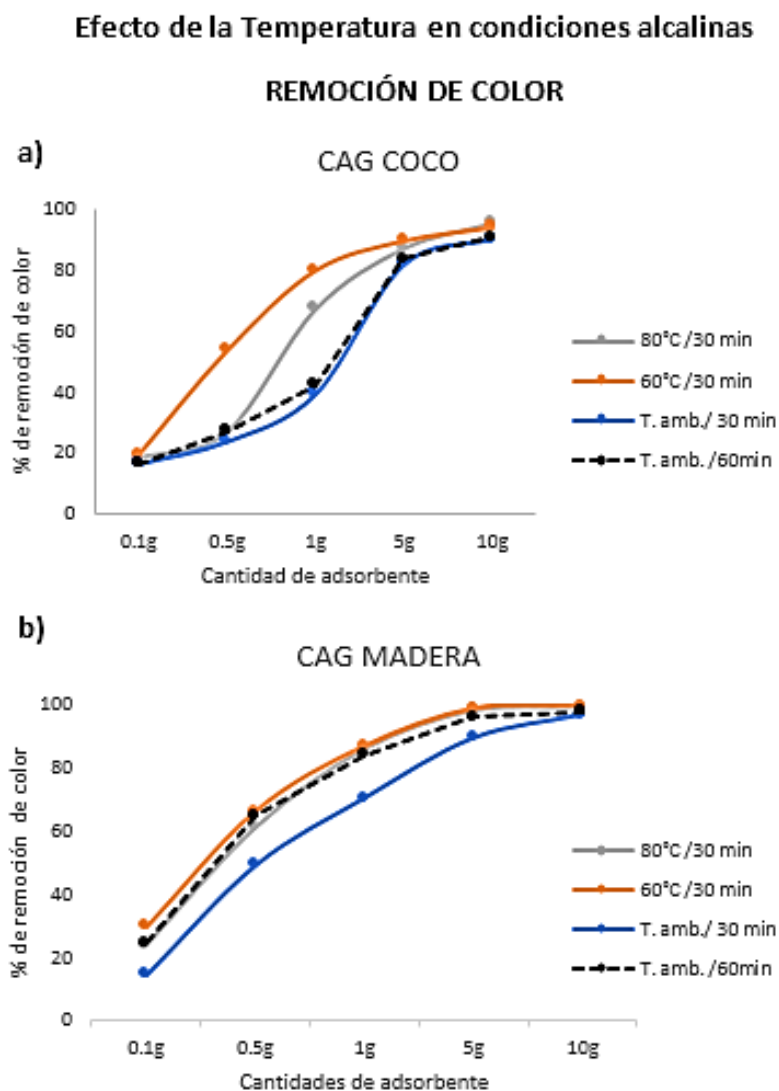 Efecto de la Temperatura en condiciones alcalinas
REMOCIÓN DE COLOR
a)
CAG COCO
100
80
60
40
20
0
% de remoción de color
0.1g 0.5g 1g 5g 10g
Cantidad de adsorbente
80°C/30 min
60°C/30 min
T. amb./ 30 min
T. amb./60min
b)
CAG MADERA
100
80
60
40
20
0
% de remoción de color
0.1g 0.5g 1g 5g 10g
Cantidades de adsorbente
80°C/30 min
60°C/30 min
T. amb./ 30 min
T. amb./60min